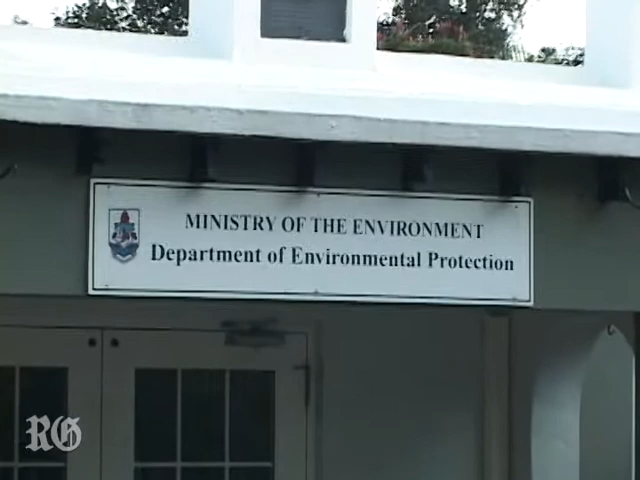 MINISTRY OF THE ENVIRONMENT
Department of Environmental Protection
RG